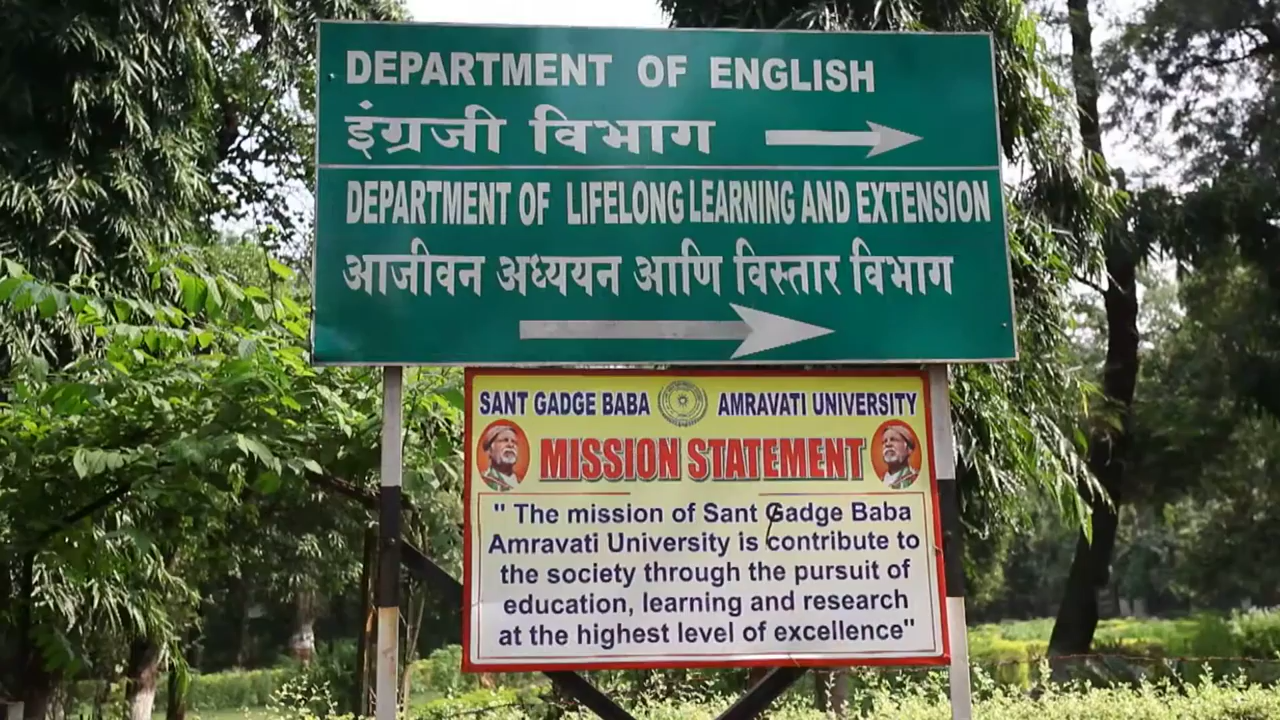 DEPARTMENT OF ENGLISH
इंग्रजी विभाग
DEPARTMENT OF LIFELONG LEARNING AND EXTENSION
आजीवन अध्ययन आणि विस्तार विभाग
SANT GADGE BABA AMRAVATI UNIVERSITY
MISSION STATEMENT
" The mission of Sant Gadge Baba
Amravati University is contribute to
the society through the pursuit of
education, learning and research
at the highest level of excellence"